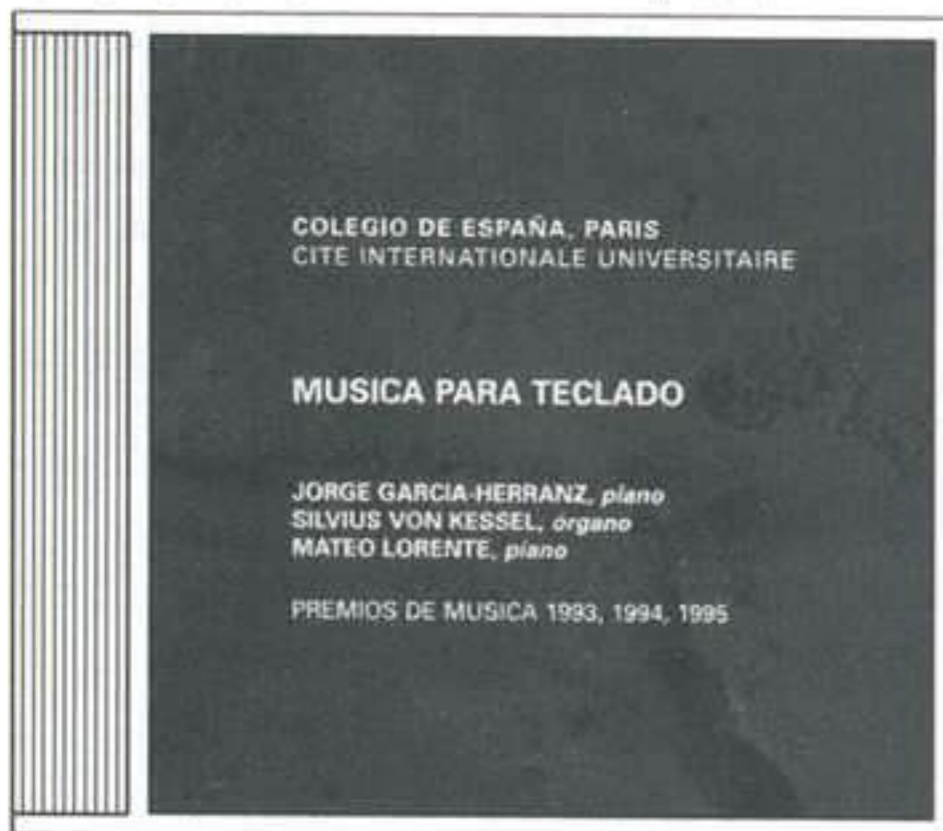 COLEGIO DE ESPAÑA, PARIS
CITE INTERNATIONALE UNIVERSITAIRE
MUSICA PARA TECLADO
JORGE GARCIA-HERRANZ, piano
SILVIUS VON KESSEL, órgano
MATEO LORENTE, piano
PREMIOS DE MUSICA 1993, 1994, 1995